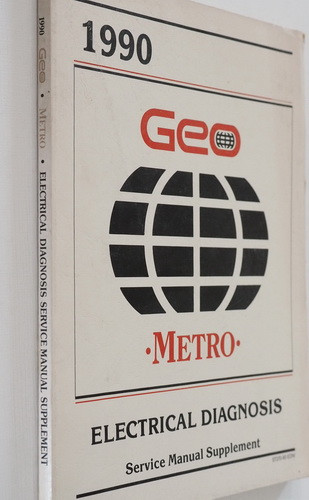 1990
Geo
•METRO•
ELECTRICAL DIAGNOSIS
Service Manual Supplement
1990 Geo • METRO • ELECTRICAL DIAGNOSIS SERVICE MANUAL SUPPLEMENT